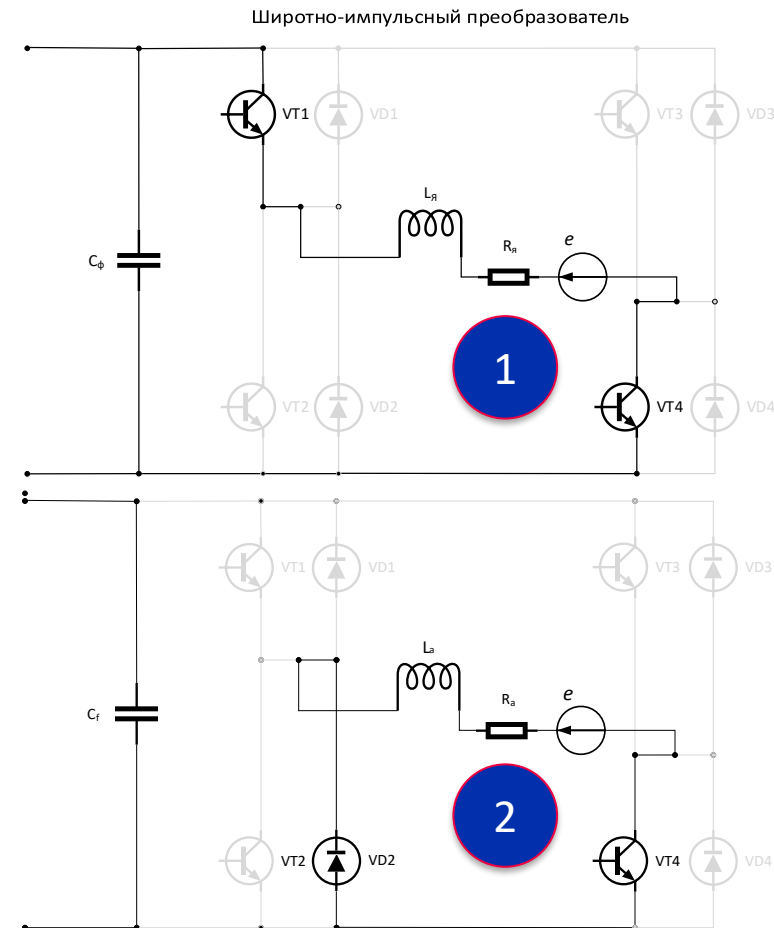 Широтно-импульсный преобразователь
VT1
VD1
VT3
VD3
Lя
Rя
e
Cф
1
VT2
VD2
VT4
VD4
VT1
VD1
VT3
VD3
La
Ra
e
Cf
2
VT2
VD2
VT4
VD4